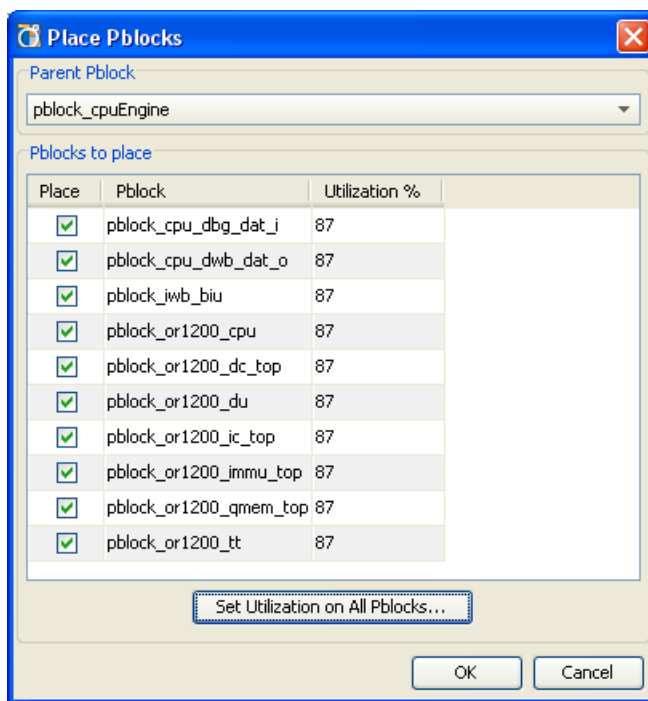 Place Pblocks
Parent Pblock
pblock_cpuEngine
Pblocks to place
Place Pblock Utilization %
pblock_cpu_dbg_dat_i 87
pblock_cpu_dwb_dat_o 87
pblock_iwb_biu 87
pblock_or1200_cpu 87
pblock_or1200_dc_top 87
pblock_or1200_du 87
pblock_or1200_ic_top 87
pblock_or1200_immu_top 87
pblock_or1200_qmem_top 87
pblock_or1200_tt 87
Set Utilization on All Pblocks...
OK Cancel